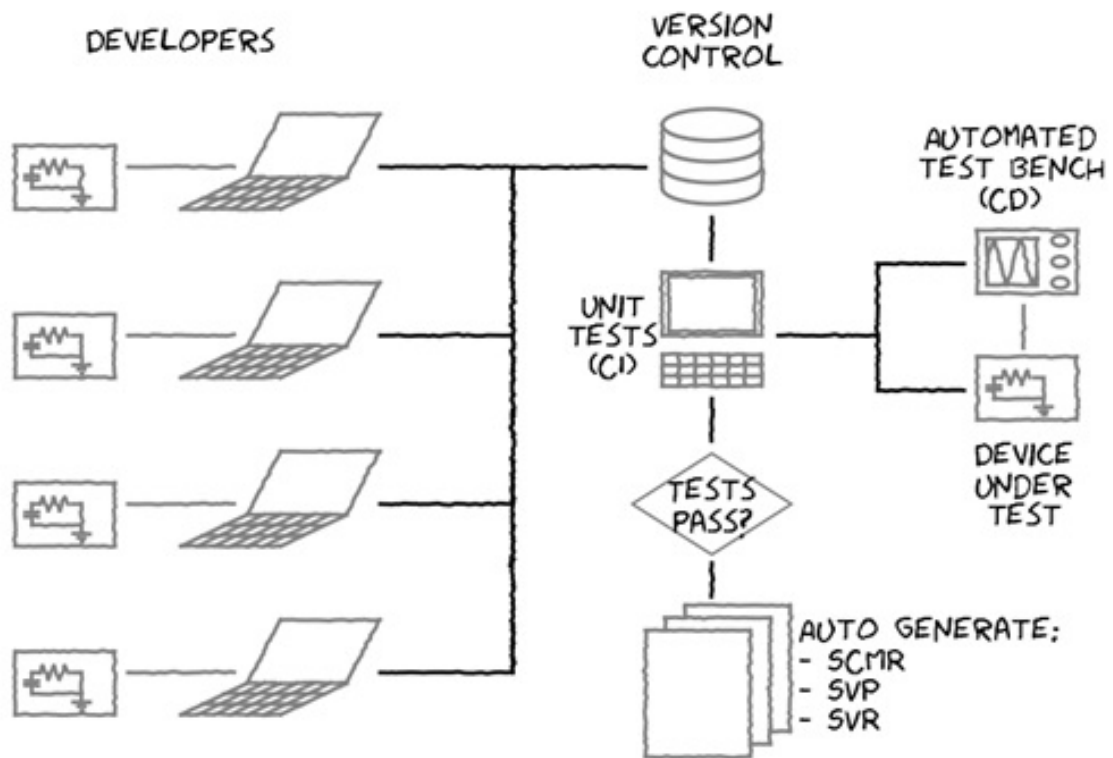 DEVELOPERS
VERSION
CONTROL
AUTOMATED
TEST BENCH
(CD)
UNIT
TESTS
(CI)
DEVICE
UNDER
TEST
TESTS
PASS?
AUTO GENERATE:
- SCMR
- SVP
- SVR